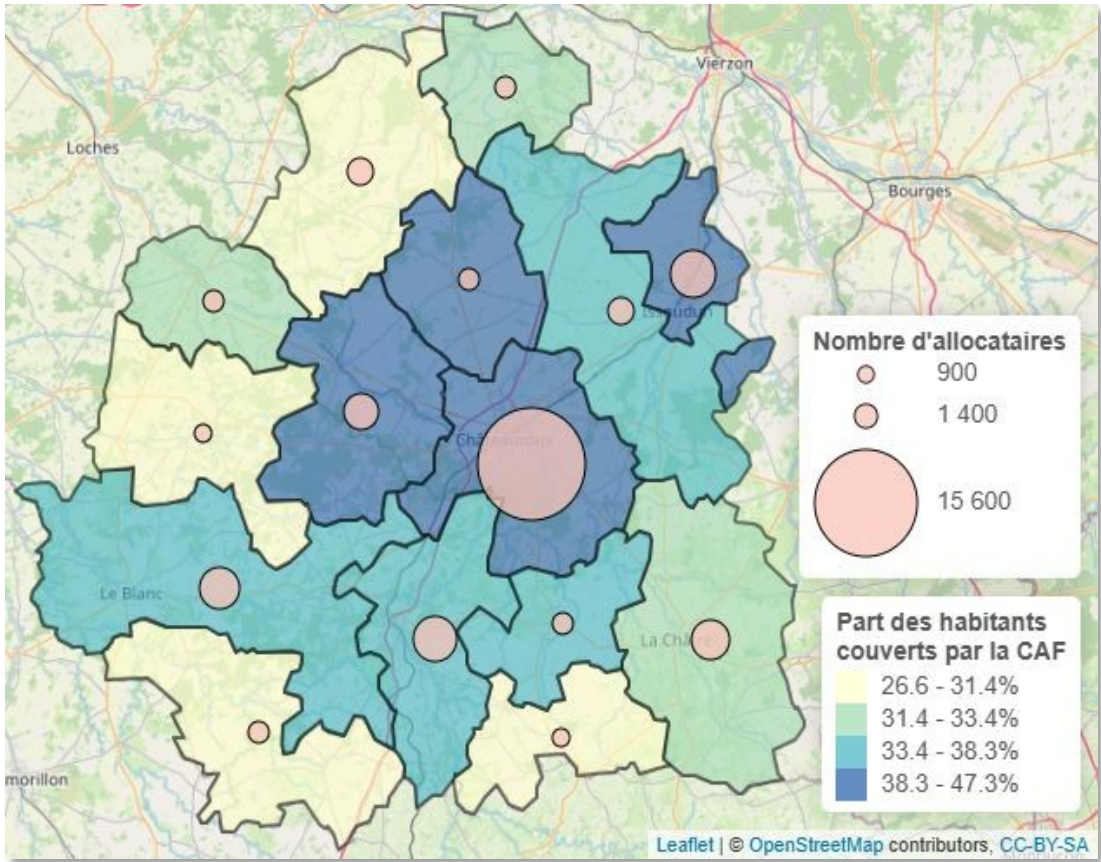 Vierzon
Loches
Bourges
Issoudun
Nombre d'allocataires
900
1 400
15 600
Châteauroux
Le Blanc
La Châtre
Part des habitants
couverts par la CAF
26.6 - 31.4%
31.4 - 33.4%
33.4 - 38.3%
38.3 - 47.3%
morillon
Leaflet | © OpenStreetMap contributors, CC-BY-SA